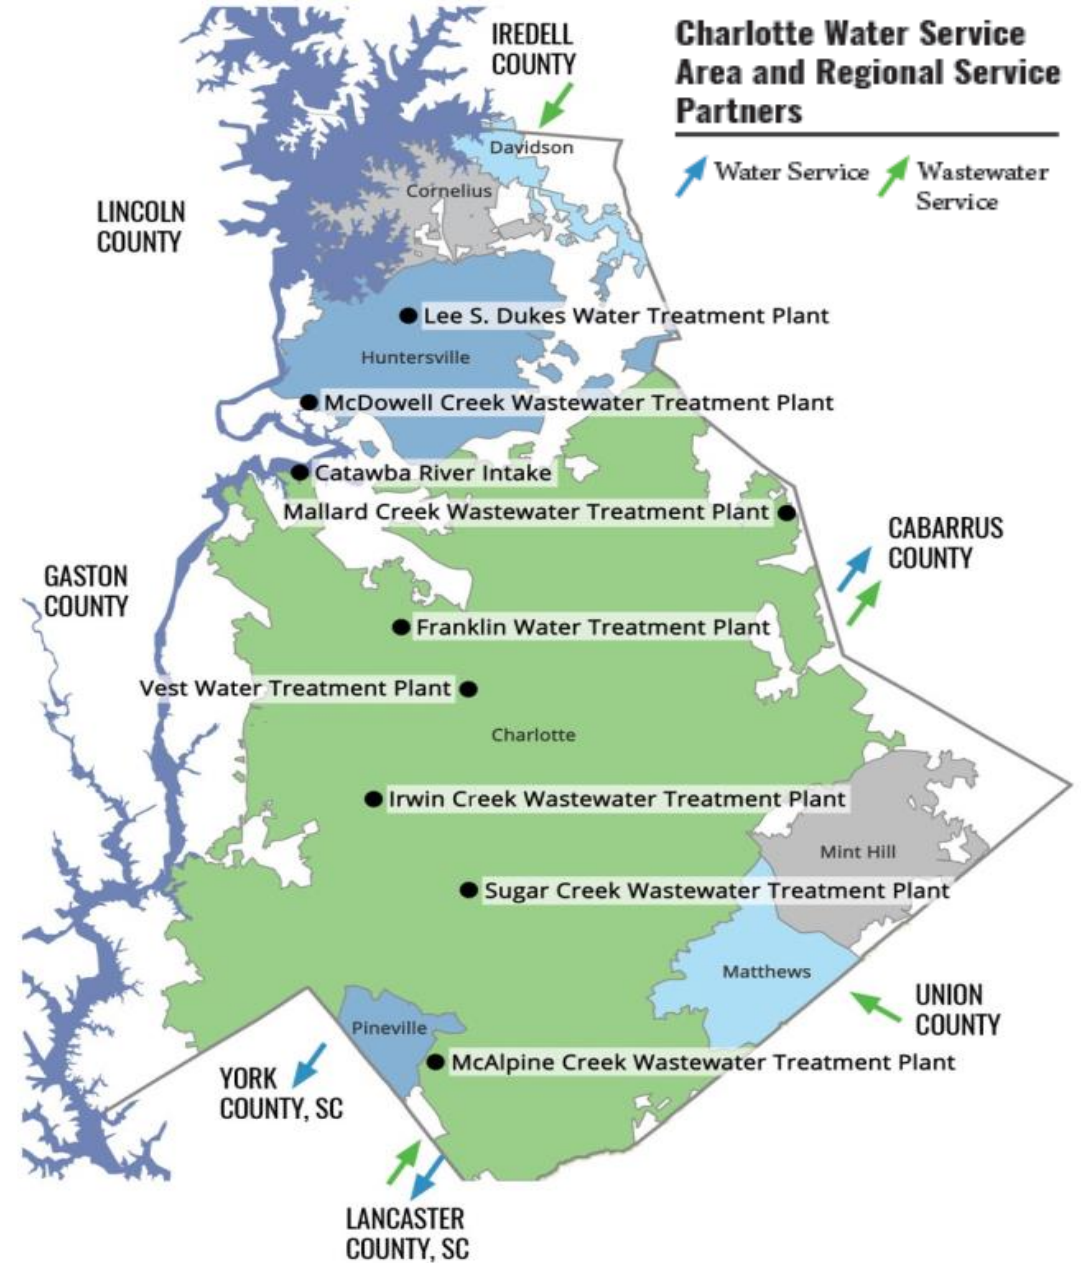 Charlotte Water Service
Area and Regional Service
Partners
Water Service
Wastewater
Service
IREDELL
COUNTY
Davidson
Cornelius
LINCOLN
COUNTY
Lee S. Dukes Water Treatment Plant
Huntersville
McDowell Creek Wastewater Treatment Plant
Catawba River Intake
Mallard Creek Wastewater Treatment Plant
CABARRUS
COUNTY
GASTON
COUNTY
Franklin Water Treatment Plant
Vest Water Treatment Plant
Charlotte
Irwin Creek Wastewater Treatment Plant
Mint Hill
Sugar Creek Wastewater Treatment Plant
Matthews
UNION
COUNTY
Pineville
McAlpine Creek Wastewater Treatment Plant
YORK
COUNTY, SC
LANCASTER
COUNTY, SC